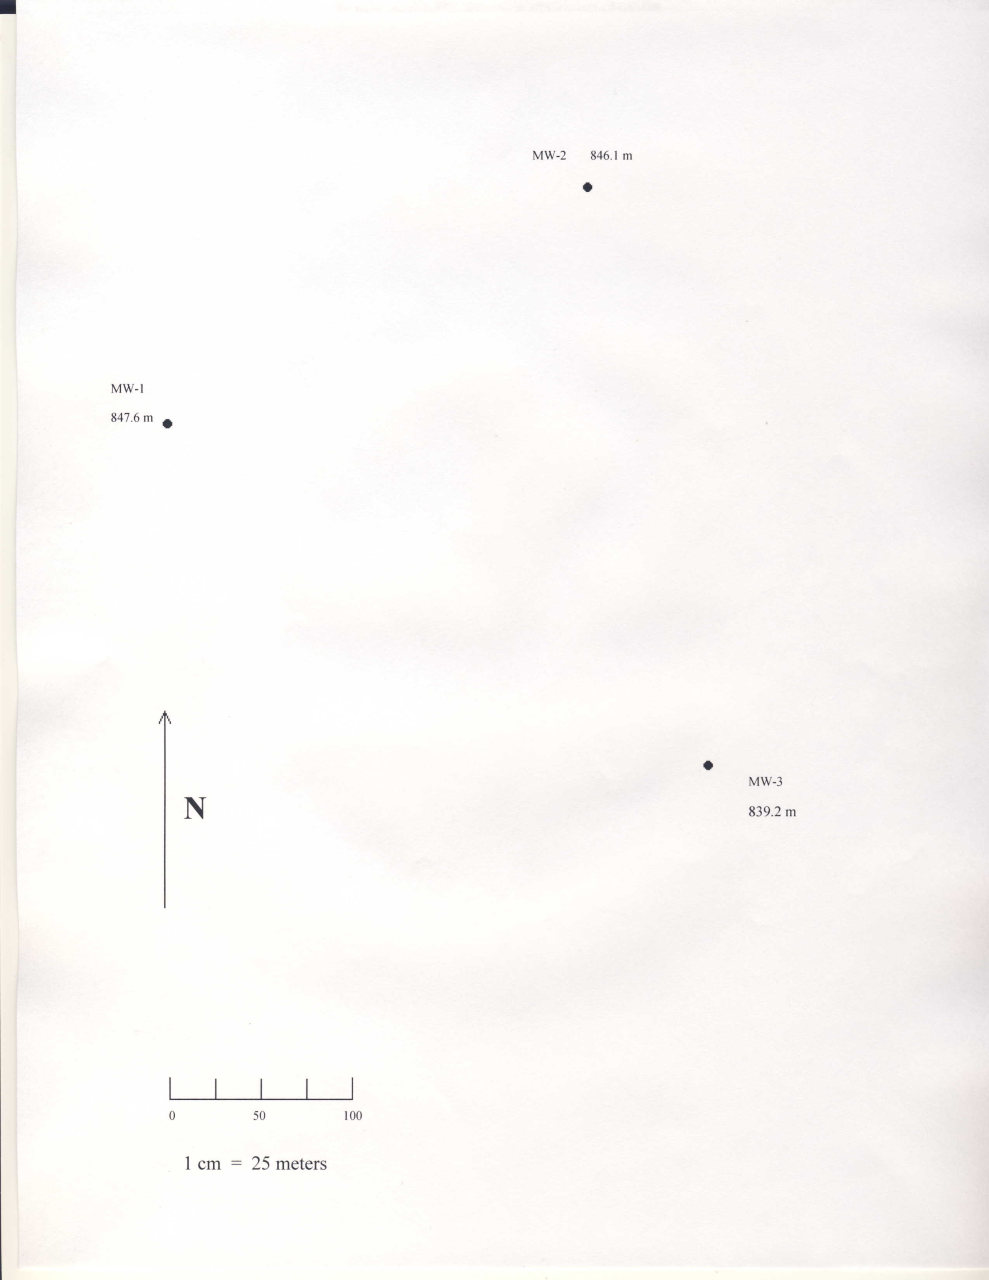 MW-2 846.1 m
MW-1
847.6 m
N
MW-3
839.2 m
0 50 100
1 cm = 25 meters